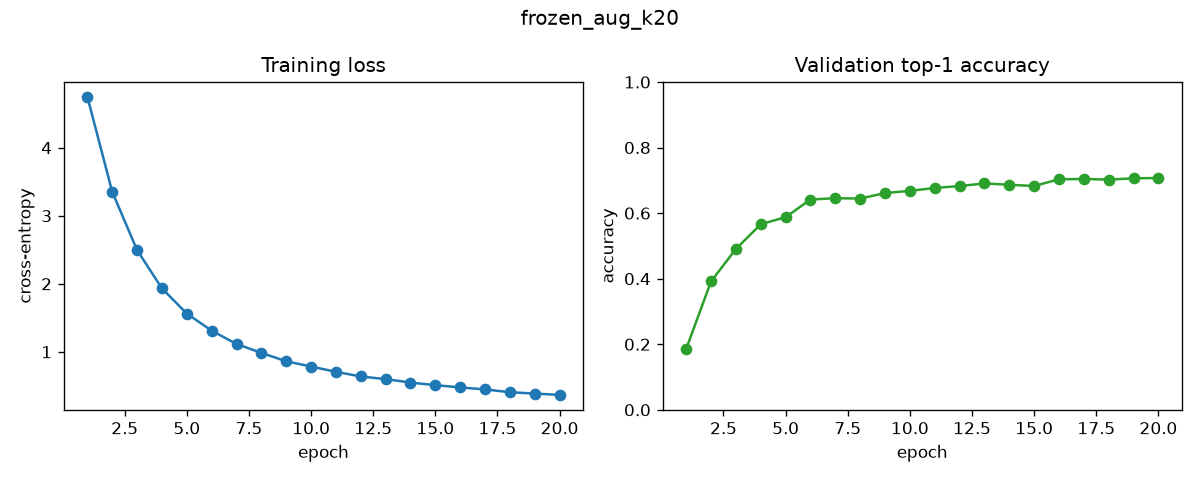 frozen_aug_k20
Training loss
cross-entropy
4
3
2
1
2.5 5.0 7.5 10.0 12.5 15.0 17.5 20.0
epoch
Validation top-1 accuracy
accuracy
1.0
0.8
0.6
0.4
0.2
0.0
2.5 5.0 7.5 10.0 12.5 15.0 17.5 20.0
epoch